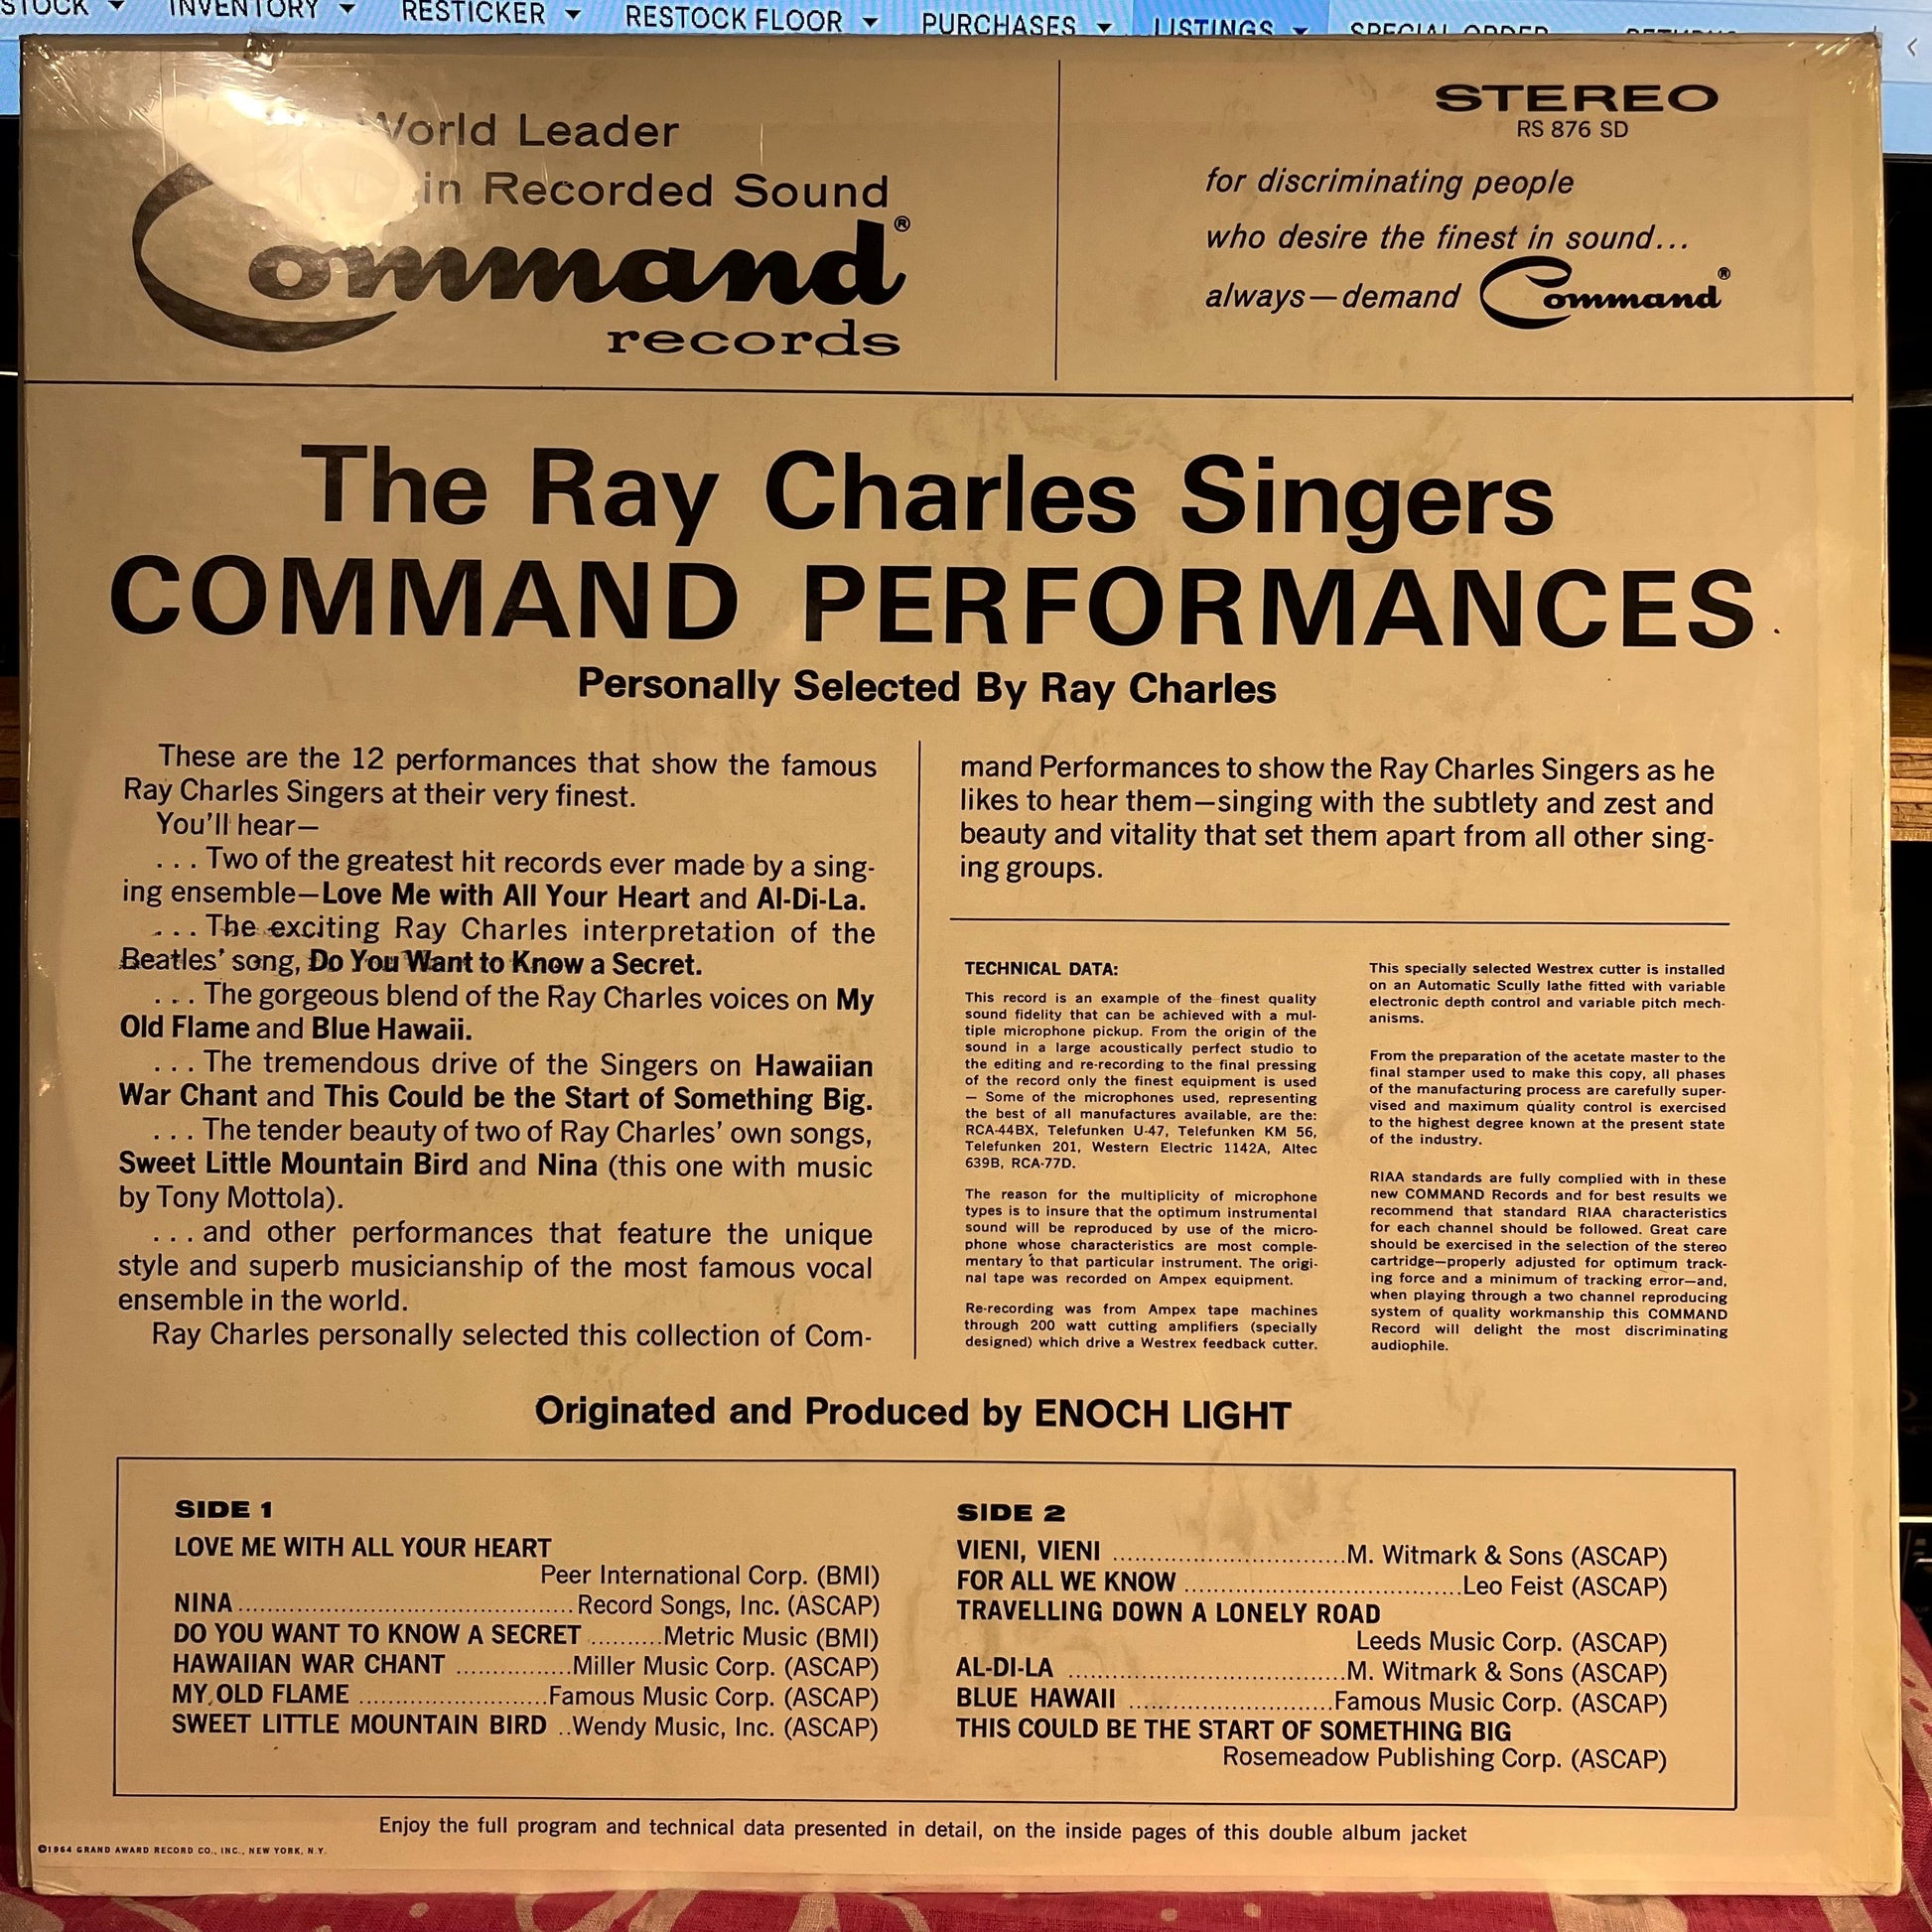 INVENTORY ▼ RESTICKER ▼ RESTOCK FLOOR ▼ PURCHASES ▼ LISTINGS ▼ SPECIAL ORDER
World Leader
in Recorded Sound
Command®
records
STEREO
RS 876 SD
for discriminating people
who desire the finest in sound...
always—demand Command®
The Ray Charles Singers
COMMAND PERFORMANCES
Personally Selected By Ray Charles
These are the 12 performances that show the famous
Ray Charles Singers at their very finest.
You'll hear—
. . . Two of the greatest hit records ever made by a sing-
ing ensemble—Love Me with All Your Heart and Al-Di-La.
. . . The exciting Ray Charles interpretation of the
Beatles' song, Do You Want to Know a Secret.
. . . The gorgeous blend of the Ray Charles voices on My
Old Flame and Blue Hawaii.
. . . The tremendous drive of the Singers on Hawaiian
War Chant and This Could be the Start of Something Big.
. . . The tender beauty of two of Ray Charles' own songs,
Sweet Little Mountain Bird and Nina (this one with music
by Tony Mottola).
. . . and other performances that feature the unique
style and superb musicianship of the most famous vocal
ensemble in the world.
Ray Charles personally selected this collection of Com-
mand Performances to show the Ray Charles Singers as he
likes to hear them—singing with the subtlety and zest and
beauty and vitality that set them apart from all other sing-
ing groups.
TECHNICAL DATA:
This record is an example of the finest quality
sound fidelity that can be achieved with a mul-
tiple microphone pickup. From the origin of the
sound in a large acoustically perfect studio to
the editing and re-recording to the final pressing
of the record only the finest equipment is used
— Some of the microphones used, representing
the best of all manufactures available, are the:
RCA-44BX, Telefunken U-47, Telefunken KM 56,
Telefunken 201, Western Electric 1142A, Altec
639B, RCA-77D.
The reason for the multiplicity of microphone
types is to insure that the optimum instrumental
sound will be reproduced by use of the micro-
phone whose characteristics are most comple-
mentary to that particular instrument. The origi-
nal tape was recorded on Ampex equipment.
Re-recording was from Ampex tape machines
through 200 watt cutting amplifiers (specially
designed) which drive a Westrex feedback cutter.
This specially selected Westrex cutter is installed
on an Automatic Scully lathe fitted with variable
electronic depth control and variable pitch mech-
anisms.
From the preparation of the acetate master to the
final stamper used to make this copy, all phases
of the manufacturing process are carefully super-
vised and maximum quality control is exercised
to the highest degree known at the present state
of the industry.
RIAA standards are fully complied with in these
new COMMAND Records and for best results we
recommend that standard RIAA characteristics
for each channel should be followed. Great care
should be exercised in the selection of the stereo
cartridge—properly adjusted for optimum track-
ing force and a minimum of tracking error—and,
when playing through a two channel reproducing
system of quality workmanship this COMMAND
Record will delight the most discriminating
audiophile.
Originated and Produced by ENOCH LIGHT
SIDE 1
LOVE ME WITH ALL YOUR HEART
Peer International Corp. (BMI)
NINA ........ Record Songs, Inc. (ASCAP)
DO YOU WANT TO KNOW A SECRET ........ Metric Music (BMI)
HAWAIIAN WAR CHANT ........ Miller Music Corp. (ASCAP)
MY OLD FLAME ........ Famous Music Corp. (ASCAP)
SWEET LITTLE MOUNTAIN BIRD .. Wendy Music, Inc. (ASCAP)
SIDE 2
VIENI, VIENI ........ M. Witmark & Sons (ASCAP)
FOR ALL WE KNOW ........ Leo Feist (ASCAP)
TRAVELLING DOWN A LONELY ROAD
Leeds Music Corp. (ASCAP)
AL-DI-LA ........ M. Witmark & Sons (ASCAP)
BLUE HAWAII ........ Famous Music Corp. (ASCAP)
THIS COULD BE THE START OF SOMETHING BIG
Rosemeadow Publishing Corp. (ASCAP)
Enjoy the full program and technical data presented in detail, on the inside pages of this double album jacket
©1964 GRAND AWARD RECORD CO., INC., NEW YORK, N.Y.